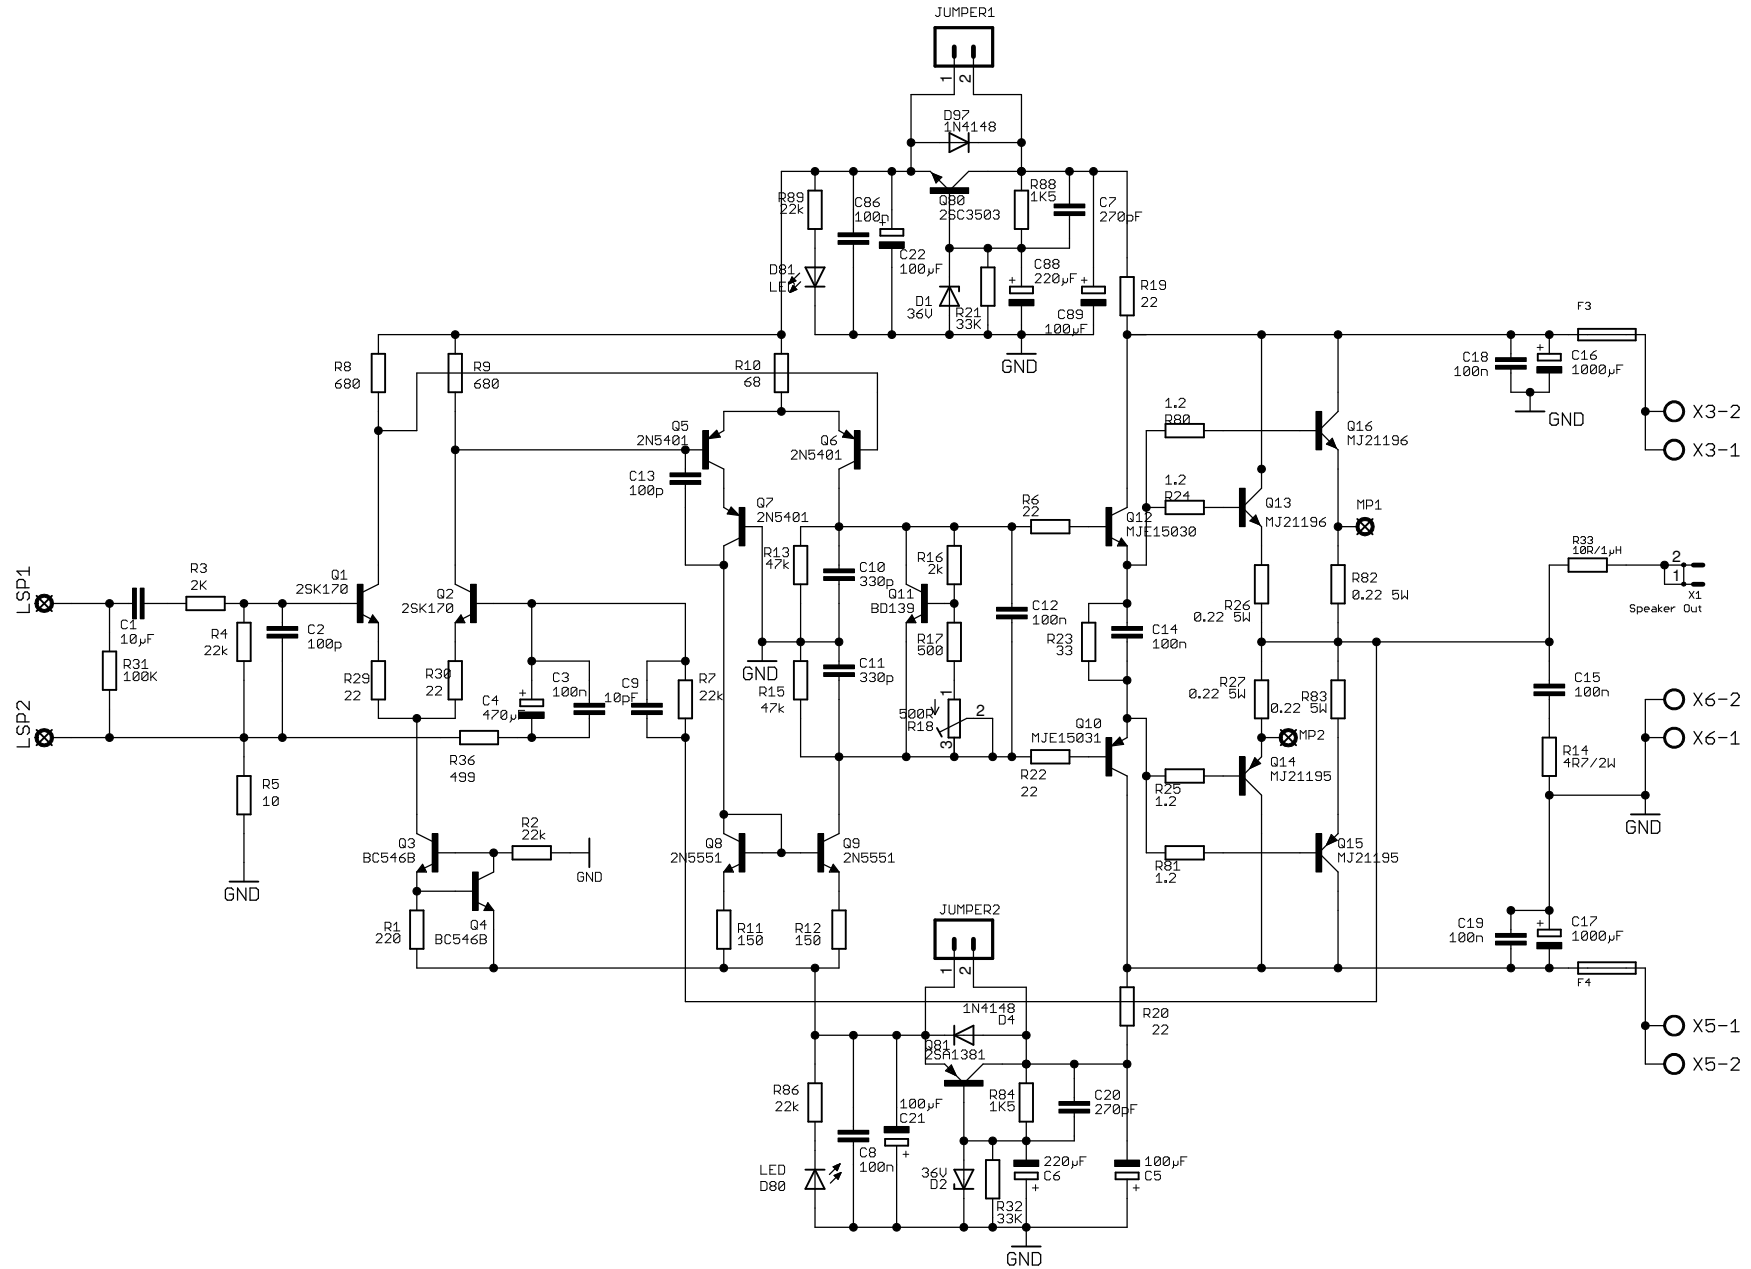 JUMPER1
1 2
D97
1N4148
R89
22k
C86
100n
Q80
2SC3503
R88
1K5
C7
270pF
C22
100µF
D81
LED
C88
220µF
D1
36V
R21
33K
C89
100µF
R19
22
GND
F3
R8
680
R9
680
R10
68
C18
100n
C16
1000µF
GND
X3-2
X3-1
Q5
2N5401
Q6
2N5401
1.2
R80
Q16
MJ21196
C13
100p
Q7
2N5401
R6
22
Q12
MJE15030
1.2
R24
Q13
MJ21196
MP1
R13
47k
C10
330p
R16
2k
Q11
BD139
R33
10R/1µH
2
1
X1
Speaker Out
LSP1
R3
2K
Q1
2SK170
Q2
2SK170
R26
0.22 5W
R82
0.22 5W
C1
10µF
R4
22k
C2
100p
R31
100K
R29
22
R30
22
C12
100n
R17
500
R23
33
C14
100n
GND
C11
330p
R15
47k
C4
470µF
C3
100n
C9
10pF
R7
22k
1
500R
R18
2
3
R27
0.22 5W
R83
0.22 5W
C15
100n
X6-2
X6-1
LSP2
R36
499
Q10
MJE15031
MP2
R5
10
R22
22
Q14
MJ21195
R25
1.2
R14
4R7/2W
GND
Q3
BC546B
R2
22k
GND
Q8
2N5551
Q9
2N5551
R81
1.2
Q15
MJ21195
GND
R1
220
Q4
BC546B
R11
150
R12
150
JUMPER2
1 2
C19
100n
C17
1000µF
F4
1N4148
D4
R20
22
X5-1
X5-2
Q81
2SA1381
R86
22k
100µF
C21
R84
1K5
C20
270pF
C8
100n
LED
D80
36V
D2
R32
33K
220µF
C6
100µF
C5
GND